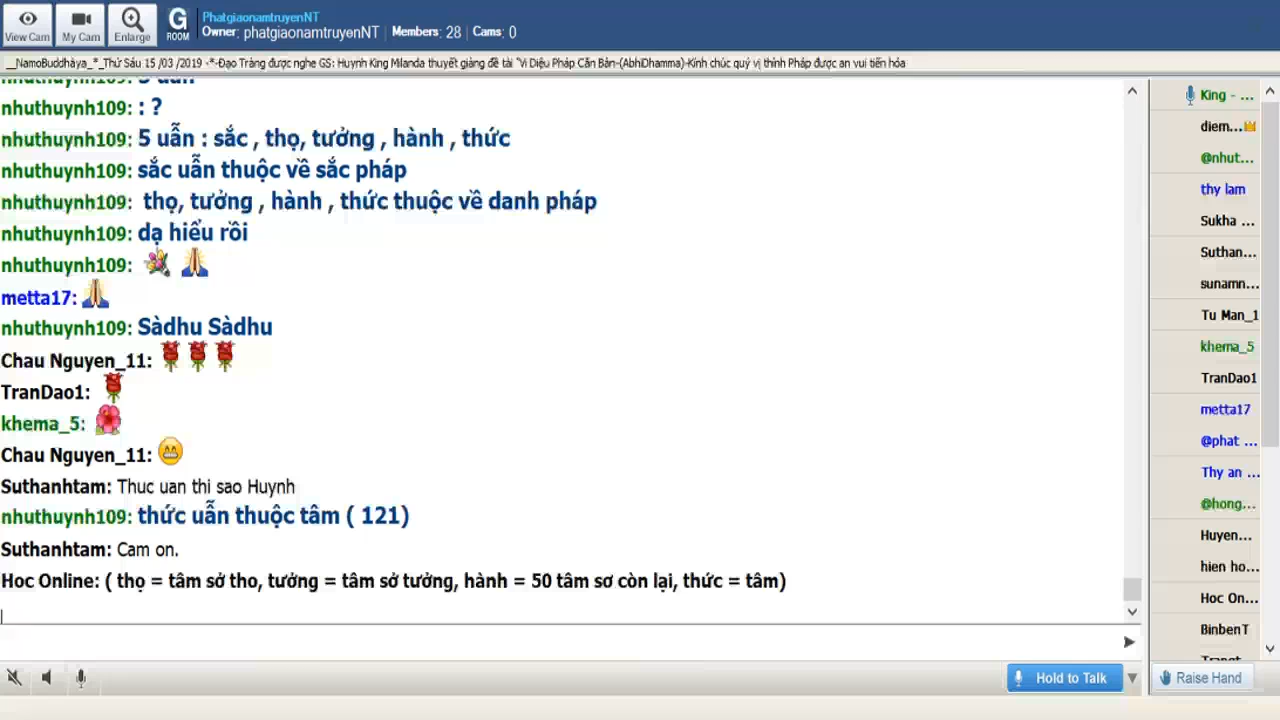 PhatgiaonamtruyenNT
Owner: phatgiaonamtruyenNT | Members: 28 | Cams: 0
View Cam
My Cam
Enlarge
G
ROOM
__NamoBuddhàya_*_Thứ Sáu 15 /03 /2019 -*-Đạo Tràng được nghe GS: Huynh King Milanda thuyết giảng đề tài "Vi Diệu Pháp Căn Bản-(AbhiDhamma)-Kính chúc quý vị thính Pháp được an vui tiến hóa
nhuthuynh109: 5 uẩn
nhuthuynh109: : ?
nhuthuynh109: 5 uẫn : sắc , thọ, tưởng , hành , thức
nhuthuynh109: sắc uẫn thuộc về sắc pháp
nhuthuynh109: thọ, tưởng , hành , thức thuộc về danh pháp
nhuthuynh109: dạ hiểu rồi
nhuthuynh109:
metta17:
nhuthuynh109: Sàdhu Sàdhu
Chau Nguyen_11:
TranDao1:
khema_5:
Chau Nguyen_11:
Suthanhtam: Thuc uan thi sao Huynh
nhuthuynh109: thức uẫn thuộc tâm ( 121)
Suthanhtam: Cam on.
Hoc Online: ( thọ = tâm sở tho, tưởng = tâm sở tưởng, hành = 50 tâm sơ còn lại, thức = tâm)
King - ...
diem...
@nhut...
thy lam
Sukha ...
Suthan...
sunamn...
Tu Man_1
khema_5
TranDao1
metta17
@phat ...
Thy an ...
@hong...
Huyen...
hien ho...
Hoc On...
BinbenT
Hold to Talk
Raise Hand